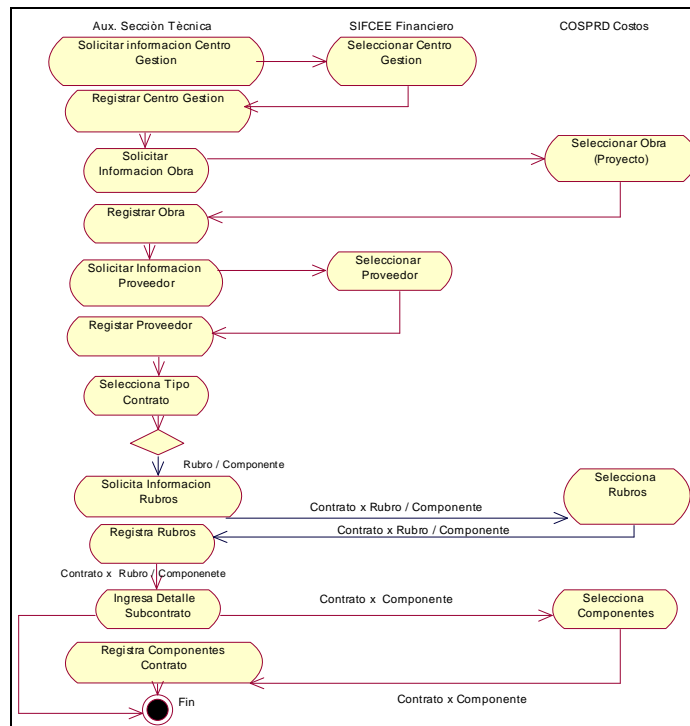 Aux. Secciòn Tècnica
SIFCEE Financiero
COSPRD Costos
Solicitar informacion Centro
Gestion
Seleccionar Centro
Gestion
Registrar Centro Gestion
Solicitar
Informacion Obra
Seleccionar Obra
(Proyecto)
Registrar Obra
Solicitar Informacion
Proveedor
Seleccionar
Proveedor
Registar Proveedor
Selecciona Tipo
Contrato
Rubro / Componente
Solicita Informacion
Rubros
Selecciona
Rubros
Contrato x Rubro / Componente
Contrato x Rubro / Componente
Registra Rubros
Contrato x Rubro / Componenete
Ingresa Detalle
Subcontrato
Contrato x Componente
Selecciona
Componentes
Registra Componentes
Contrato
Contrato x Componente
Fin